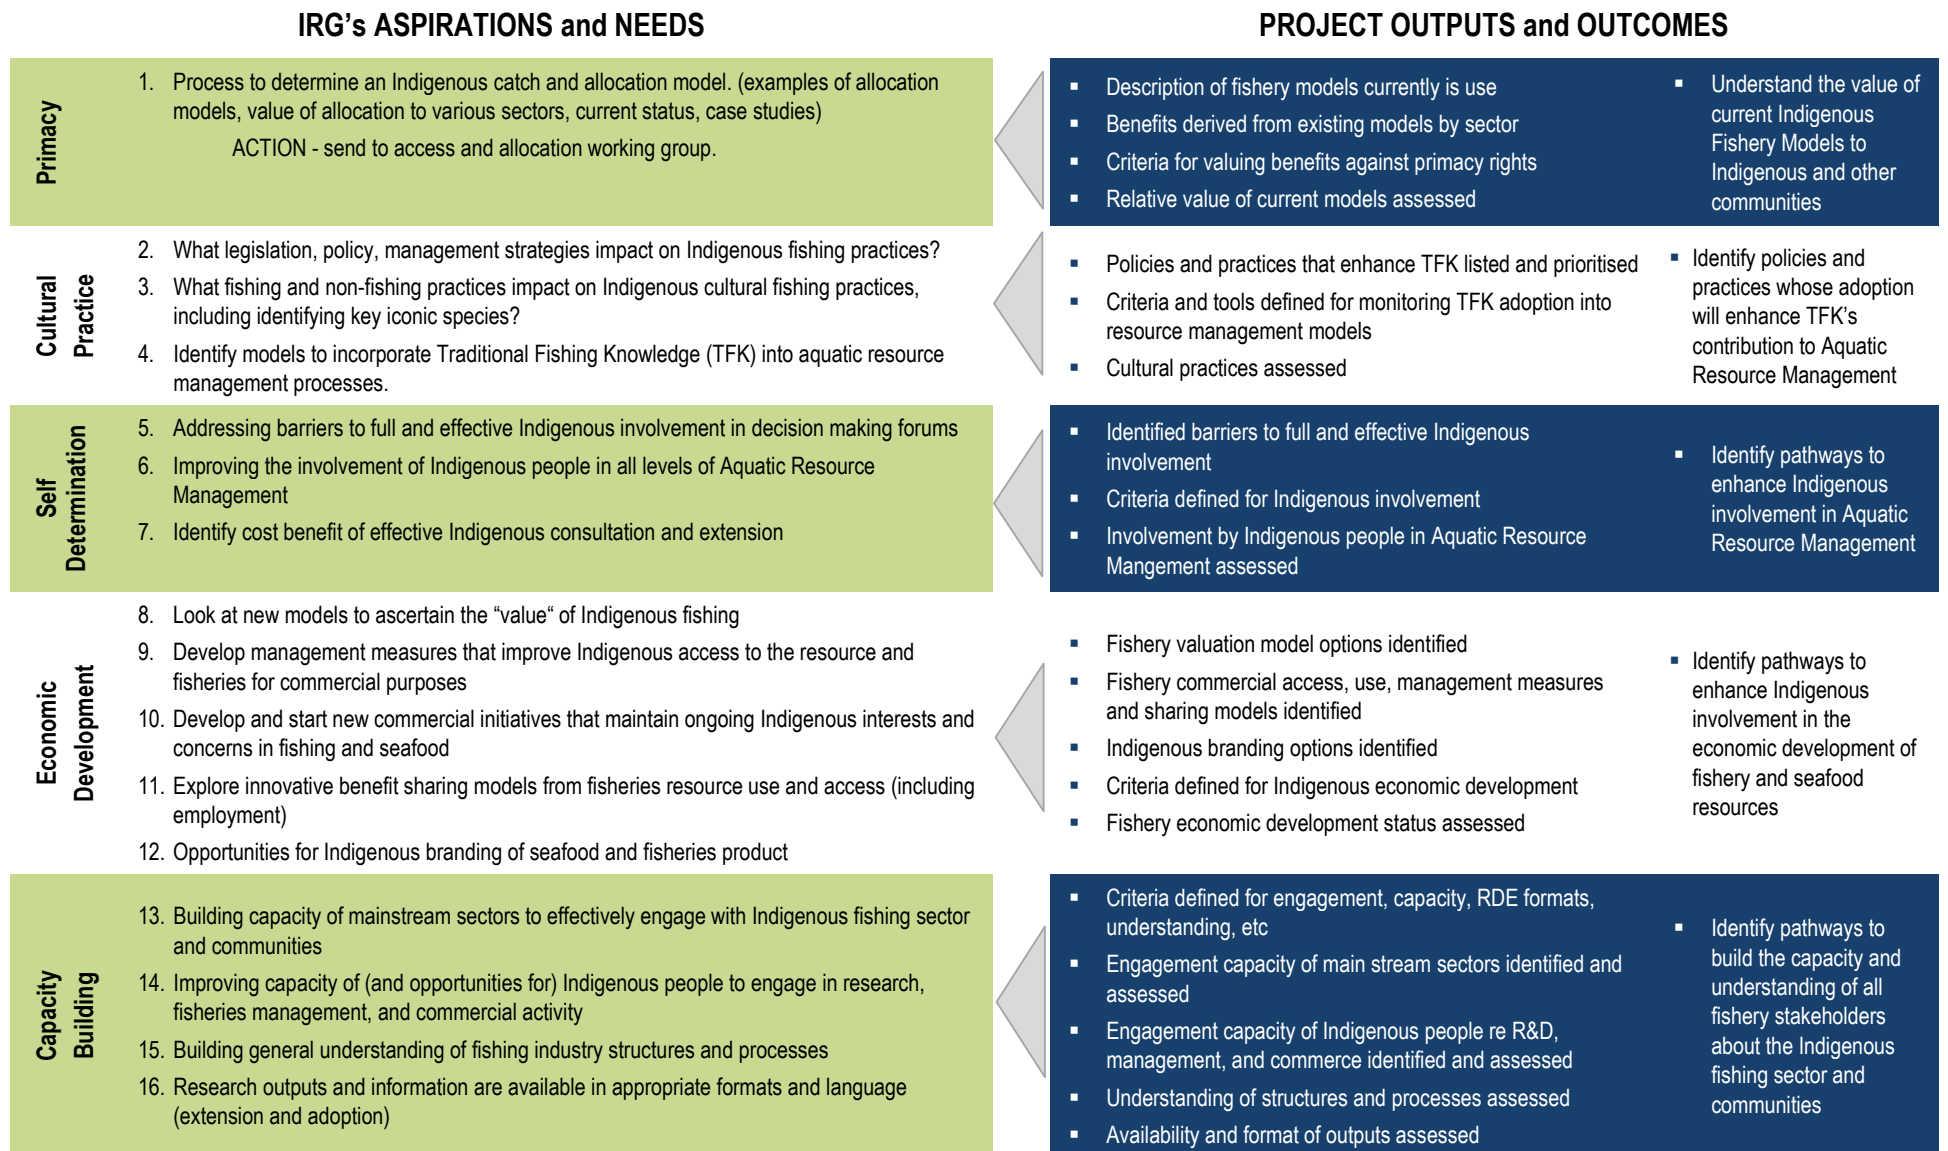 IRG's ASPIRATIONS and NEEDS
PROJECT OUTPUTS and OUTCOMES
Primacy
1. Process to determine an Indigenous catch and allocation model. (examples of allocation
models, value of allocation to various sectors, current status, case studies)
ACTION - send to access and allocation working group.
▪ Description of fishery models currently is use
▪ Benefits derived from existing models by sector
▪ Criteria for valuing benefits against primacy rights
▪ Relative value of current models assessed
▪ Understand the value of
current Indigenous
Fishery Models to
Indigenous and other
communities
Cultural
Practice
2. What legislation, policy, management strategies impact on Indigenous fishing practices?
3. What fishing and non-fishing practices impact on Indigenous cultural fishing practices,
including identifying key iconic species?
4. Identify models to incorporate Traditional Fishing Knowledge (TFK) into aquatic resource
management processes.
▪ Policies and practices that enhance TFK listed and prioritised
▪ Criteria and tools defined for monitoring TFK adoption into
resource management models
▪ Cultural practices assessed
▪ Identify policies and
practices whose adoption
will enhance TFK's
contribution to Aquatic
Resource Management
Self
Determination
5. Addressing barriers to full and effective Indigenous involvement in decision making forums
6. Improving the involvement of Indigenous people in all levels of Aquatic Resource
Management
7. Identify cost benefit of effective Indigenous consultation and extension
▪ Identified barriers to full and effective Indigenous
involvement
▪ Criteria defined for Indigenous involvement
▪ Involvement by Indigenous people in Aquatic Resource
Mangement assessed
▪ Identify pathways to
enhance Indigenous
involvement in Aquatic
Resource Management
Economic
Development
8. Look at new models to ascertain the “value“ of Indigenous fishing
9. Develop management measures that improve Indigenous access to the resource and
fisheries for commercial purposes
10. Develop and start new commercial initiatives that maintain ongoing Indigenous interests and
concerns in fishing and seafood
11. Explore innovative benefit sharing models from fisheries resource use and access (including
employment)
12. Opportunities for Indigenous branding of seafood and fisheries product
▪ Fishery valuation model options identified
▪ Fishery commercial access, use, management measures
and sharing models identified
▪ Indigenous branding options identified
▪ Criteria defined for Indigenous economic development
▪ Fishery economic development status assessed
▪ Identify pathways to
enhance Indigenous
involvement in the
economic development of
fishery and seafood
resources
Capacity
Building
13. Building capacity of mainstream sectors to effectively engage with Indigenous fishing sector
and communities
14. Improving capacity of (and opportunities for) Indigenous people to engage in research,
fisheries management, and commercial activity
15. Building general understanding of fishing industry structures and processes
16. Research outputs and information are available in appropriate formats and language
(extension and adoption)
▪ Criteria defined for engagement, capacity, RDE formats,
understanding, etc
▪ Engagement capacity of main stream sectors identified and
assessed
▪ Engagement capacity of Indigenous people re R&D,
management, and commerce identified and assessed
▪ Understanding of structures and processes assessed
▪ Availability and format of outputs assessed
▪ Identify pathways to
build the capacity and
understanding of all
fishery stakeholders
about the Indigenous
fishing sector and
communities